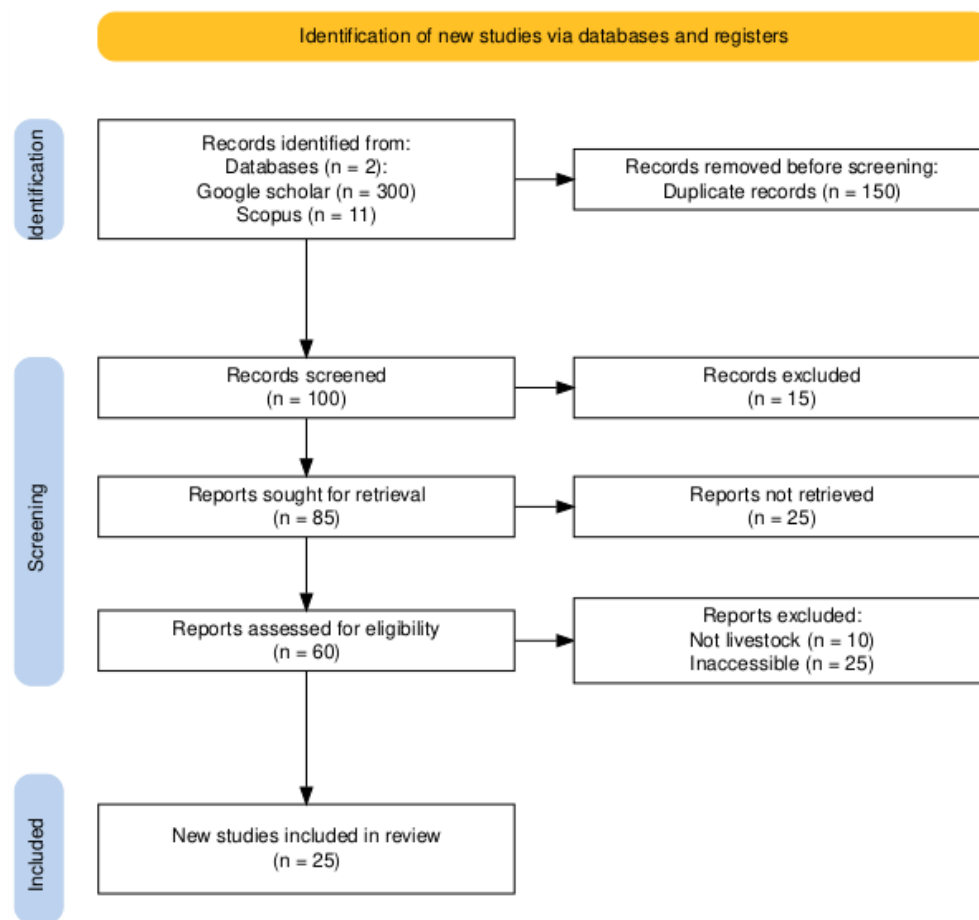 Identification of new studies via databases and registers
Identification
Records identified from:
Databases (n = 2):
Google scholar (n = 300)
Scopus (n = 11)
Records removed before screening:
Duplicate records (n = 150)
Screening
Records screened
(n = 100)
Records excluded
(n = 15)
Reports sought for retrieval
(n = 85)
Reports not retrieved
(n = 25)
Reports assessed for eligibility
(n = 60)
Reports excluded:
Not livestock (n = 10)
Inaccessible (n = 25)
Included
New studies included in review
(n = 25)